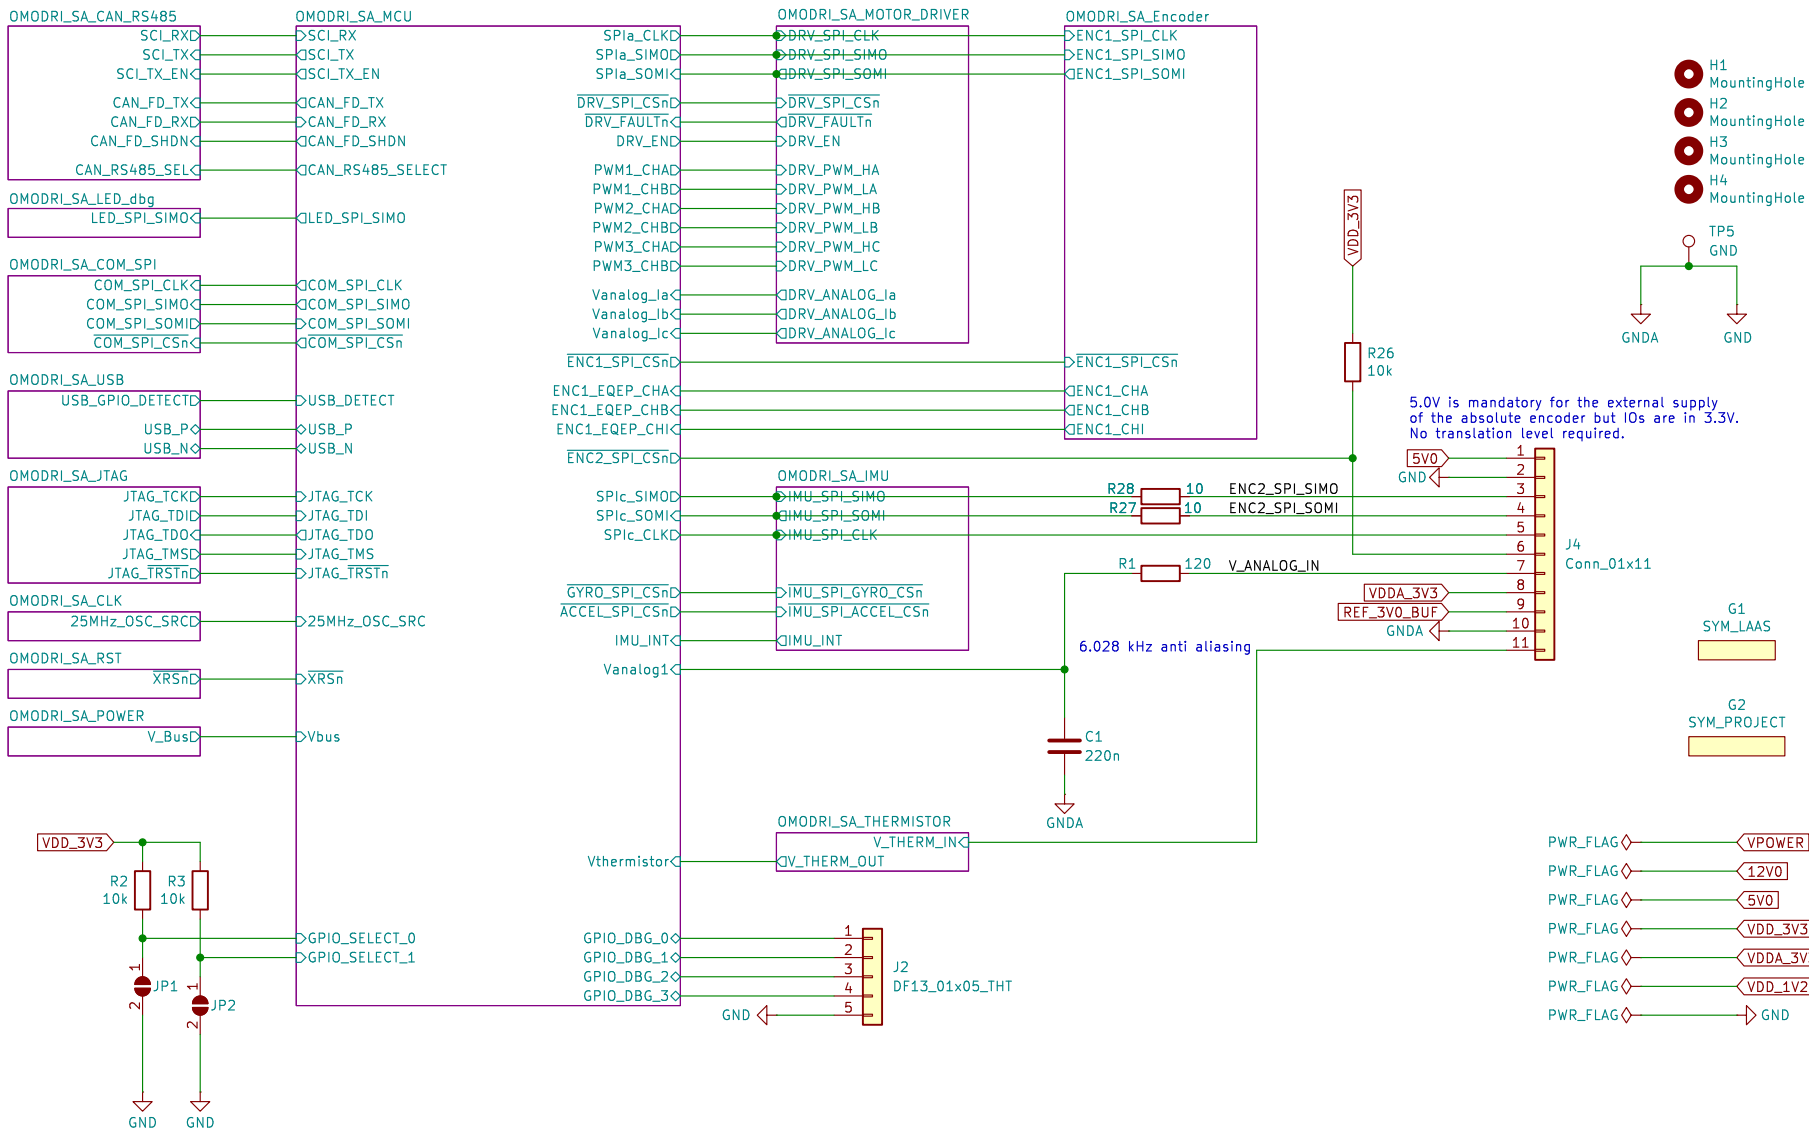 OMODRI_SA_CAN_RS485
SCI_RX
SCI_TX
SCI_TX_EN
CAN_FD_TX
CAN_FD_RX
CAN_FD_SHDN
CAN_RS485_SEL
OMODRI_SA_LED_dbg
LED_SPI_SIMO
OMODRI_SA_COM_SPI
COM_SPI_CLK
COM_SPI_SIMO
COM_SPI_SOMI
COM_SPI_CSn
OMODRI_SA_USB
USB_GPIO_DETECT
USB_P
USB_N
OMODRI_SA_JTAG
JTAG_TCK
JTAG_TDI
JTAG_TDO
JTAG_TMS
JTAG_TRSTn
OMODRI_SA_CLK
25MHz_OSC_SRC
OMODRI_SA_RST
XRSn
OMODRI_SA_POWER
V_Bus
VDD_3V3
R2
10k
R3
10k
1
JP1
2
1
JP2
2
GND
GND
OMODRI_SA_MCU
SCI_RX
SCI_TX
SCI_TX_EN
CAN_FD_TX
CAN_FD_RX
CAN_FD_SHDN
CAN_RS485_SELECT
LED_SPI_SIMO
COM_SPI_CLK
COM_SPI_SIMO
COM_SPI_SOMI
COM_SPI_CSn
USB_DETECT
USB_P
USB_N
JTAG_TCK
JTAG_TDI
JTAG_TDO
JTAG_TMS
JTAG_TRSTn
25MHz_OSC_SRC
XRSn
Vbus
GPIO_SELECT_0
GPIO_SELECT_1
SPIa_CLK
SPIa_SIMO
SPIa_SOMI
DRV_SPI_CSn
DRV_FAULTn
DRV_EN
PWM1_CHA
PWM1_CHB
PWM2_CHA
PWM2_CHB
PWM3_CHA
PWM3_CHB
Vanalog_Ia
Vanalog_Ib
Vanalog_Ic
ENC1_SPI_CSn
ENC1_EQEP_CHA
ENC1_EQEP_CHB
ENC1_EQEP_CHI
ENC2_SPI_CSn
SPIc_SIMO
SPIc_SOMI
SPIc_CLK
GYRO_SPI_CSn
ACCEL_SPI_CSn
IMU_INT
Vanalog1
Vthermistor
GPIO_DBG_0
GPIO_DBG_1
GPIO_DBG_2
GPIO_DBG_3
OMODRI_SA_MOTOR_DRIVER
DRV_SPI_CLK
DRV_SPI_SIMO
DRV_SPI_SOMI
DRV_SPI_CSn
DRV_FAULTn
DRV_EN
DRV_PWM_HA
DRV_PWM_LA
DRV_PWM_HB
DRV_PWM_LB
DRV_PWM_HC
DRV_PWM_LC
DRV_ANALOG_Ia
DRV_ANALOG_Ib
DRV_ANALOG_Ic
OMODRI_SA_IMU
IMU_SPI_SIMO
IMU_SPI_SOMI
IMU_SPI_CLK
IMU_SPI_GYRO_CSn
IMU_SPI_ACCEL_CSn
IMU_INT
OMODRI_SA_THERMISTOR
V_THERM_IN
V_THERM_OUT
1
2
3
4
5
J2
DF13_01x05_THT
GND
OMODRI_SA_Encoder
ENC1_SPI_CLK
ENC1_SPI_SIMO
ENC1_SPI_SOMI
ENC1_SPI_CSn
ENC1_CHA
ENC1_CHB
ENC1_CHI
R28 10 ENC2_SPI_SIMO
R27 10 ENC2_SPI_SOMI
R1 120 V_ANALOG_IN
6.028 kHz anti aliasing
C1
220n
GNDA
VDD_3V3
R26
10k
5.0V is mandatory for the external supply
of the absolute encoder but IOs are in 3.3V.
No translation level required.
5V0
GND
VDDA_3V3
REF_3V0_BUF
GNDA
1
2
3
4
5
6
7
8
9
10
11
J4
Conn_01x11
H1
MountingHole
H2
MountingHole
H3
MountingHole
H4
MountingHole
TP5
GND
GNDA
GND
G1
SYM_LAAS
G2
SYM_PROJECT
PWR_FLAG VPOWER
PWR_FLAG 12V0
PWR_FLAG 5V0
PWR_FLAG VDD_3V3
PWR_FLAG VDDA_3V
PWR_FLAG VDD_1V2
PWR_FLAG GND